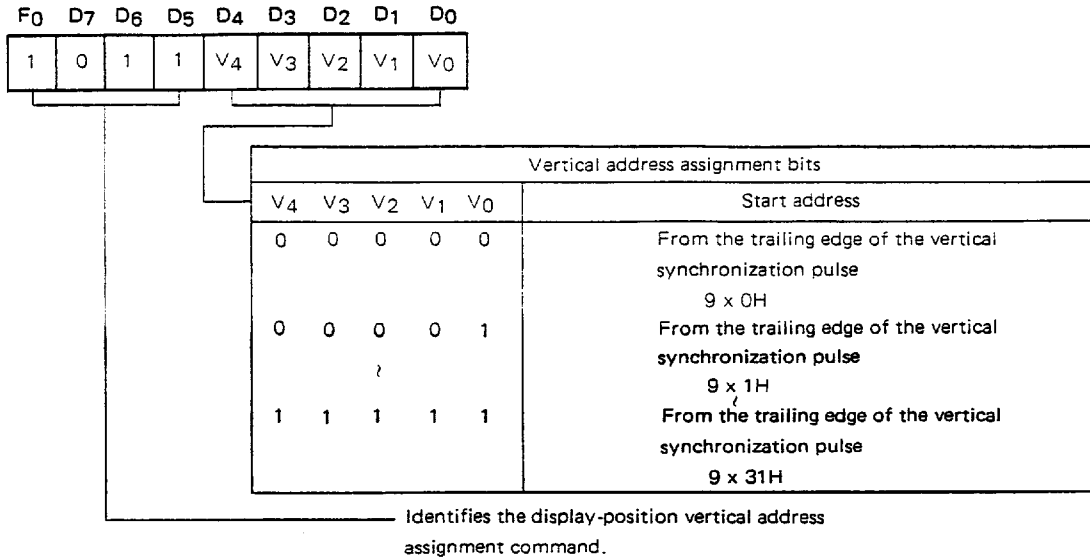 F0 D7 D6 D5 D4 D3 D2 D1 D0
1 0 1 1 V4 V3 V2 V1 V0
Vertical address assignment bits
V4 V3 V2 V1 V0 Start address
0 0 0 0 0 From the trailing edge of the vertical
synchronization pulse
9 x 0H
0 0 0 0 1 From the trailing edge of the vertical
synchronization pulse
≀ 9 x 1H
≀
1 1 1 1 1 From the trailing edge of the vertical
synchronization pulse
9 x 31H
Identifies the display-position vertical address
assignment command.